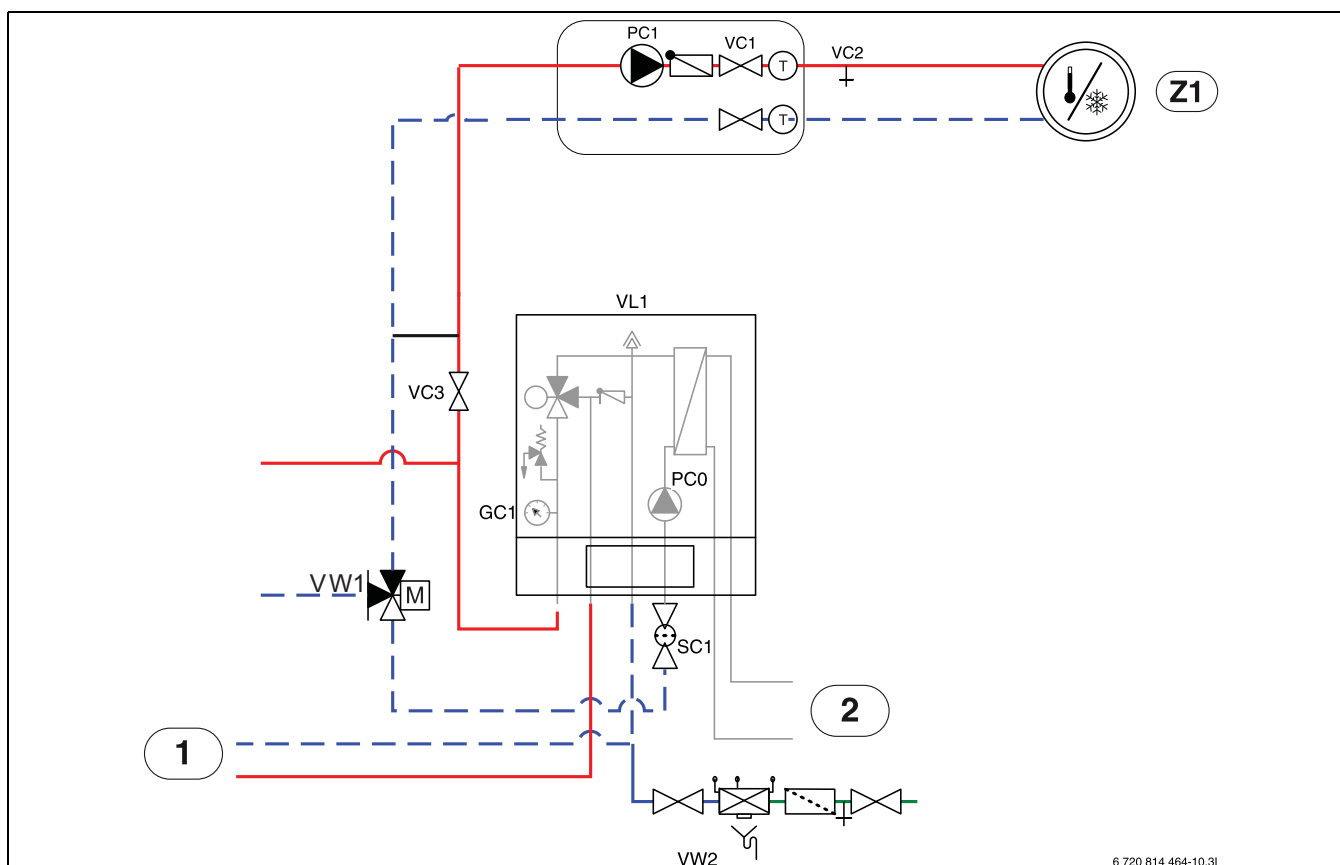 PC1
VC1
VC2
T
Z1
T
VL1
VC3
PC0
GC1
VW1
M
SC1
2
1
VW2
6 720 814 464-10.3I